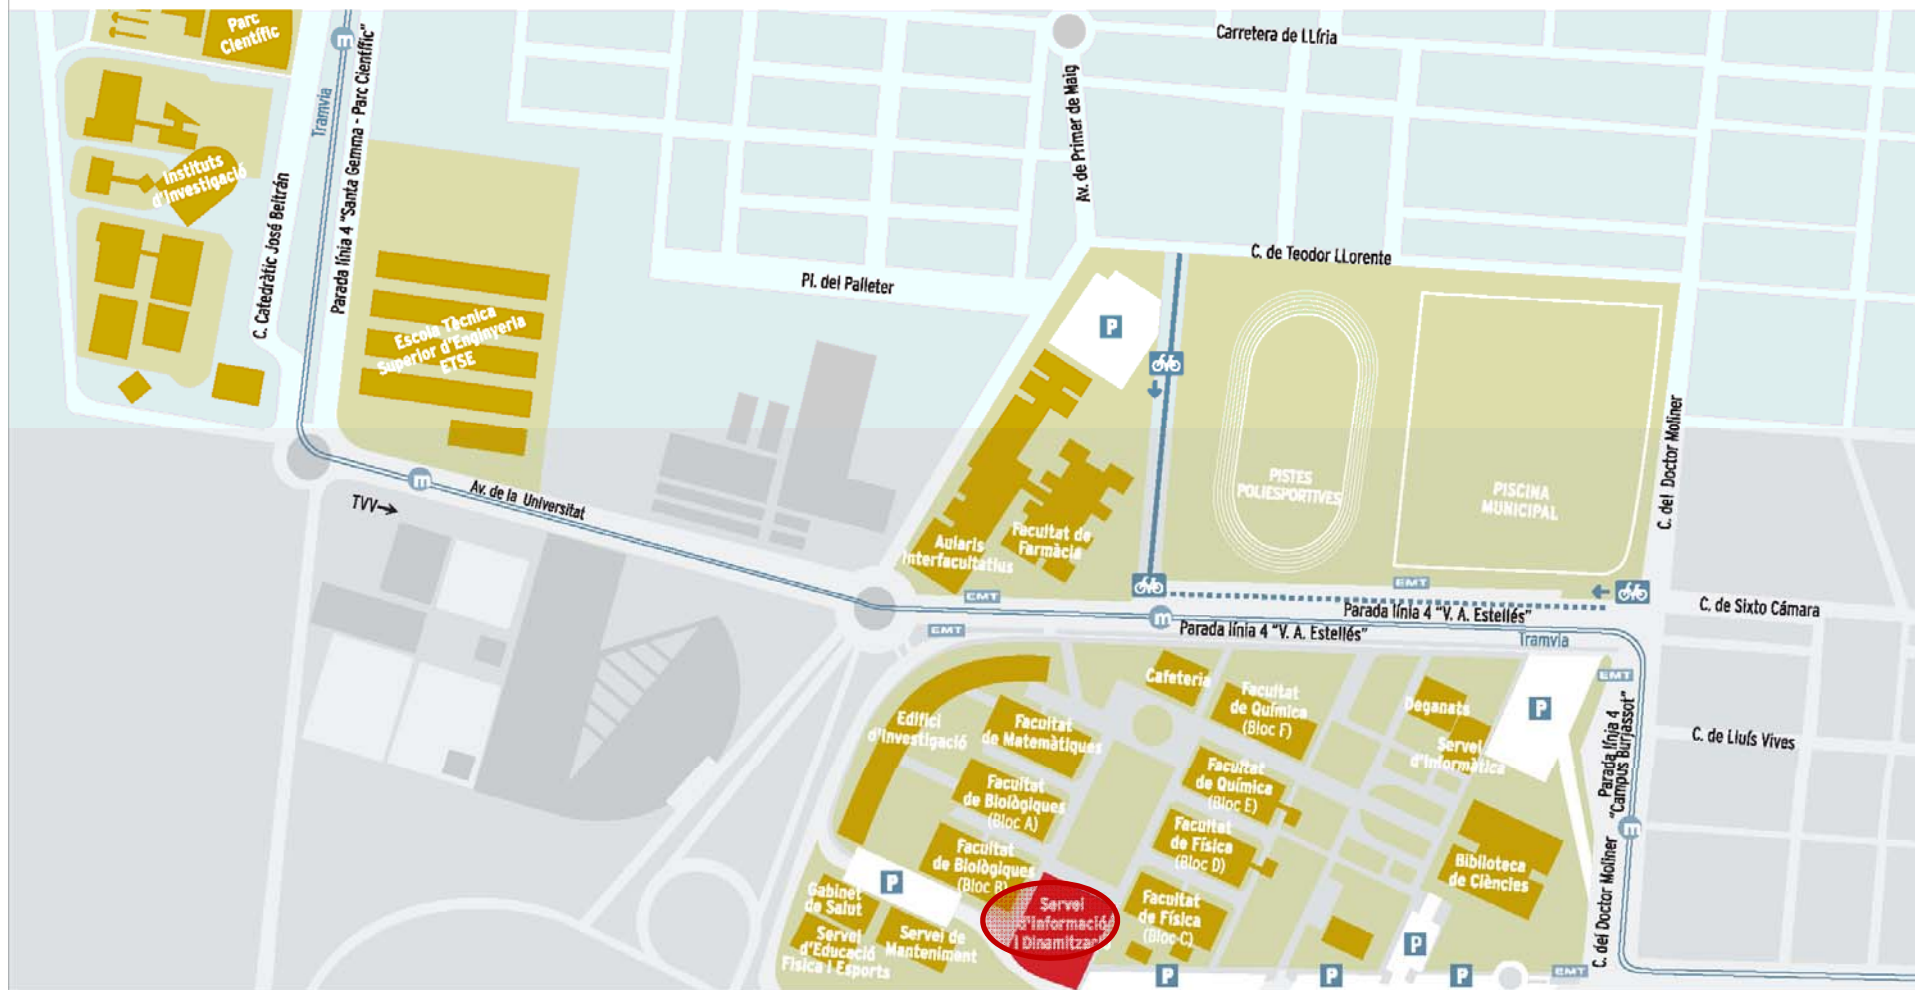 Parc
Científic
m
Tramvia
Parada línia 4 "Santa Gemma - Parc Científic"
Instituts
d'Investigació
C. Catedràtic José Beltrán
Escola Tècnica
Superior d'Enginyeria
ETSE
Carretera de LLíria
Av. de Primer de Maig
C. de Teodor LLorente
Pl. del Palleter
P
C. del Doctor Moliner
PISTES
POLIESPORTIVES
PISCINA
MUNICIPAL
m
Av. de la Universitat
TVV
Aularis
Interfacultatius
Facultat de
Farmàcia
EMT
EMT
EMT
m
Parada línia 4 "V. A. Estellés"
Parada línia 4 "V. A. Estellés"
Tramvia
C. de Sixto Cámara
EMT
Cafeteria
Facultat
de Química
(Bloc F)
Deganats
P
Edifici
d'Investigació
Facultat
de Matemàtiques
Servei
d'Informàtica
Parada línia 4
"Campus Burjassot"
C. de Lluís Vives
Facultat
de Biològiques
(Bloc A)
Facultat
de Química
(Bloc E)
Facultat
de Física
(Bloc D)
m
Facultat
de Biològiques
(Bloc B)
Biblioteca
de Ciències
C. del Doctor Moliner
P
Gabinet
de Salut
Servei
d'Informació
i Dinamització
Facultat
de Física
(Bloc C)
Servei
d'Educació
Física i Esports
Servei de
Manteniment
P
P
P
P
EMT